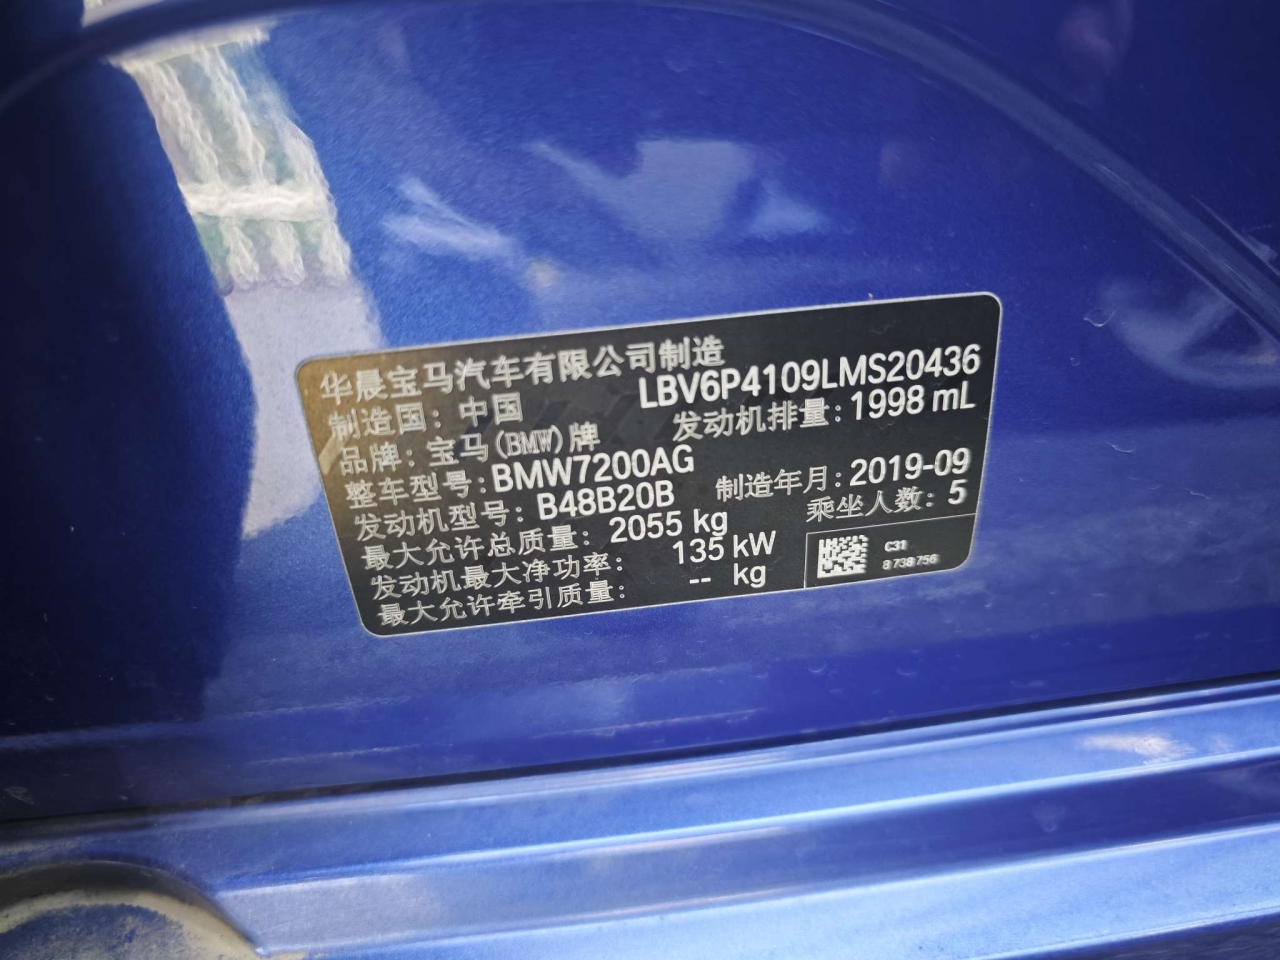 华晨宝马汽车有限公司制造
LBV6P4109LMS20436
制造国：中国
发动机排量：1998 mL
品牌：宝马(BMW)牌
整车型号：BMW7200AG
制造年月：2019-09
发动机型号：B48B20B
乘坐人数：5
最大允许总质量：2055 kg
发动机最大净功率：135 kW
最大允许牵引质量：-- kg
C31
8 738 756